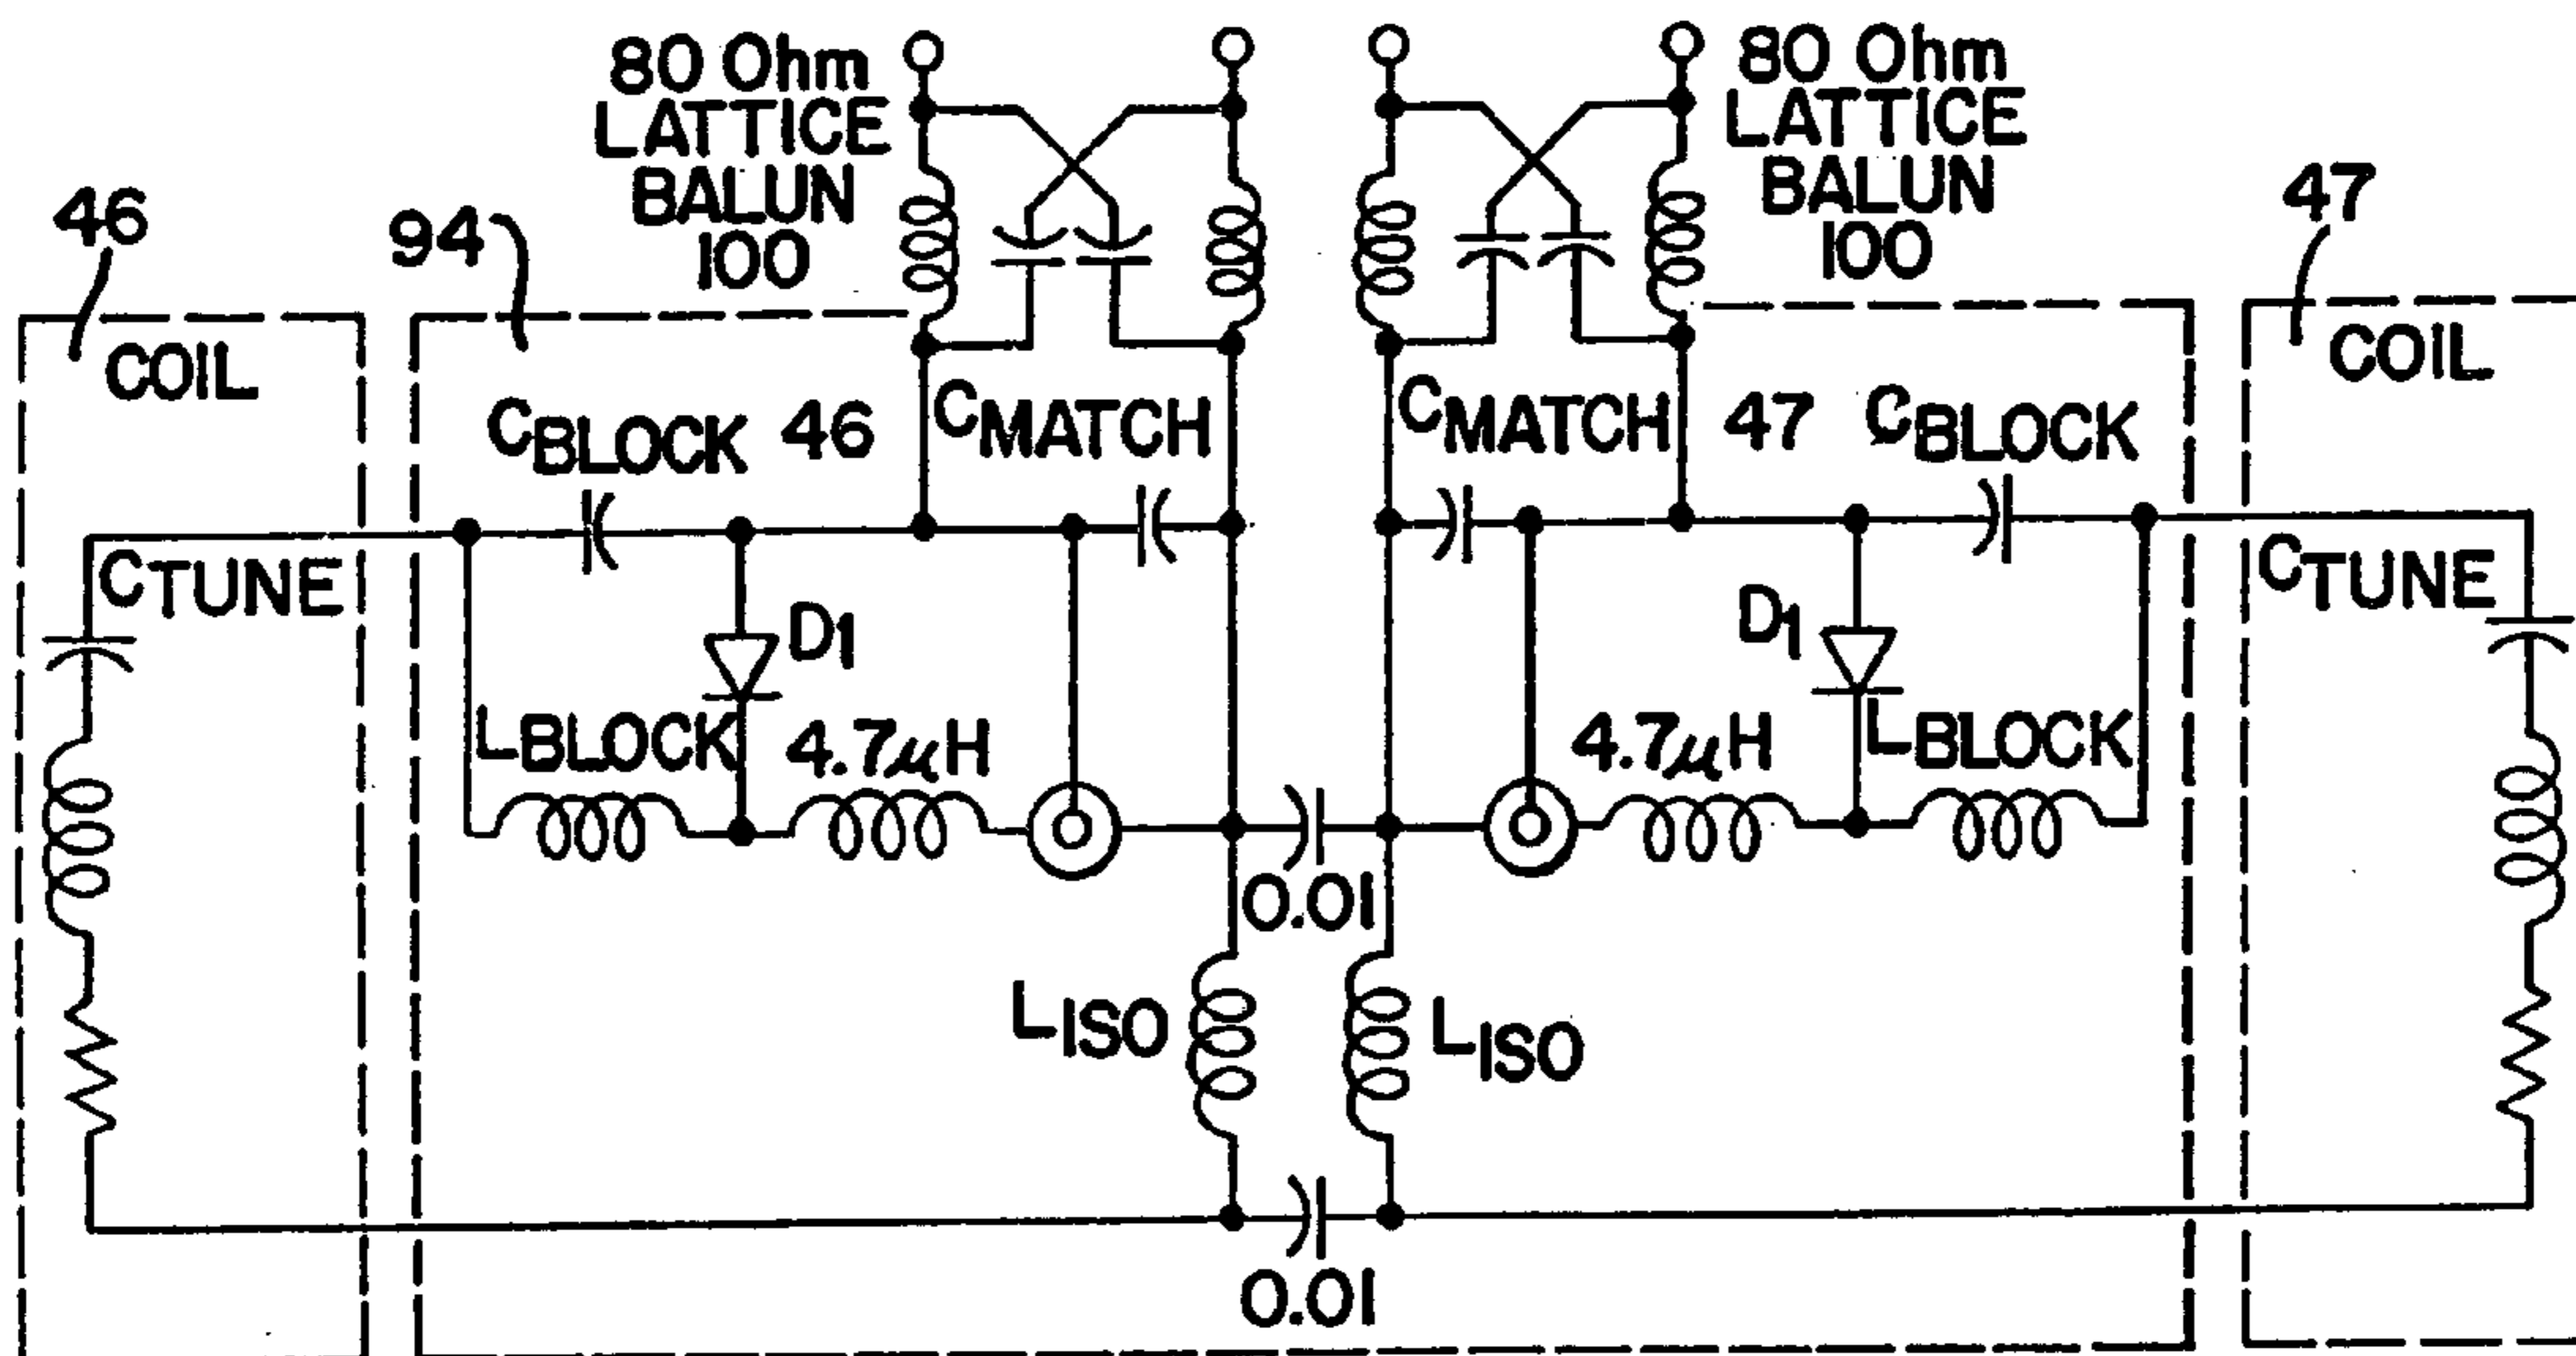 80 Ohm
LATTICE
BALUN
100
80 Ohm
LATTICE
BALUN
100
46
94
47
COIL
COIL
CBLOCK 46
CMATCH
CMATCH 47
CBLOCK
CTUNE
CTUNE
D1
D1
LBLOCK
4.7μH
4.7μH
LBLOCK
0.01
LISO
LISO
0.01